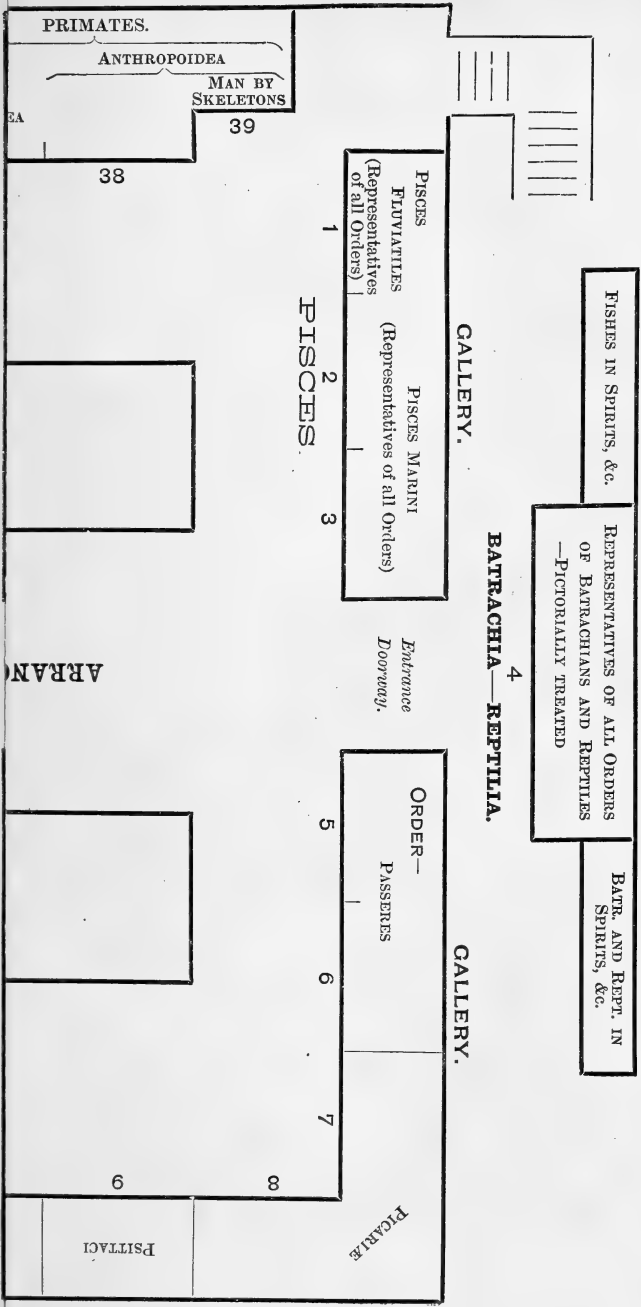 PRIMATES.
ANTHROPOIDEA
MAN BY
SKELETONS
EA
39
38
PISCES
FLUVIATILES
(Representatives
of all Orders)
1
PISCES MARINI
(Representatives of all Orders)
2
3
PISCES
GALLERY.
FISHES IN SPIRITS, &c.
REPRESENTATIVES OF ALL ORDERS
OF BATRACHIANS AND REPTILES
—PICTORIALLY TREATED
4
BATRACHIA—REPTILIA.
BATR. AND REPT. IN
SPIRITS, &c.
Entrance
Doorway.
ARRANG
ORDER—
PASSERES
5
6
7
GALLERY.
8
9
PICARIÆ
PSITTACI